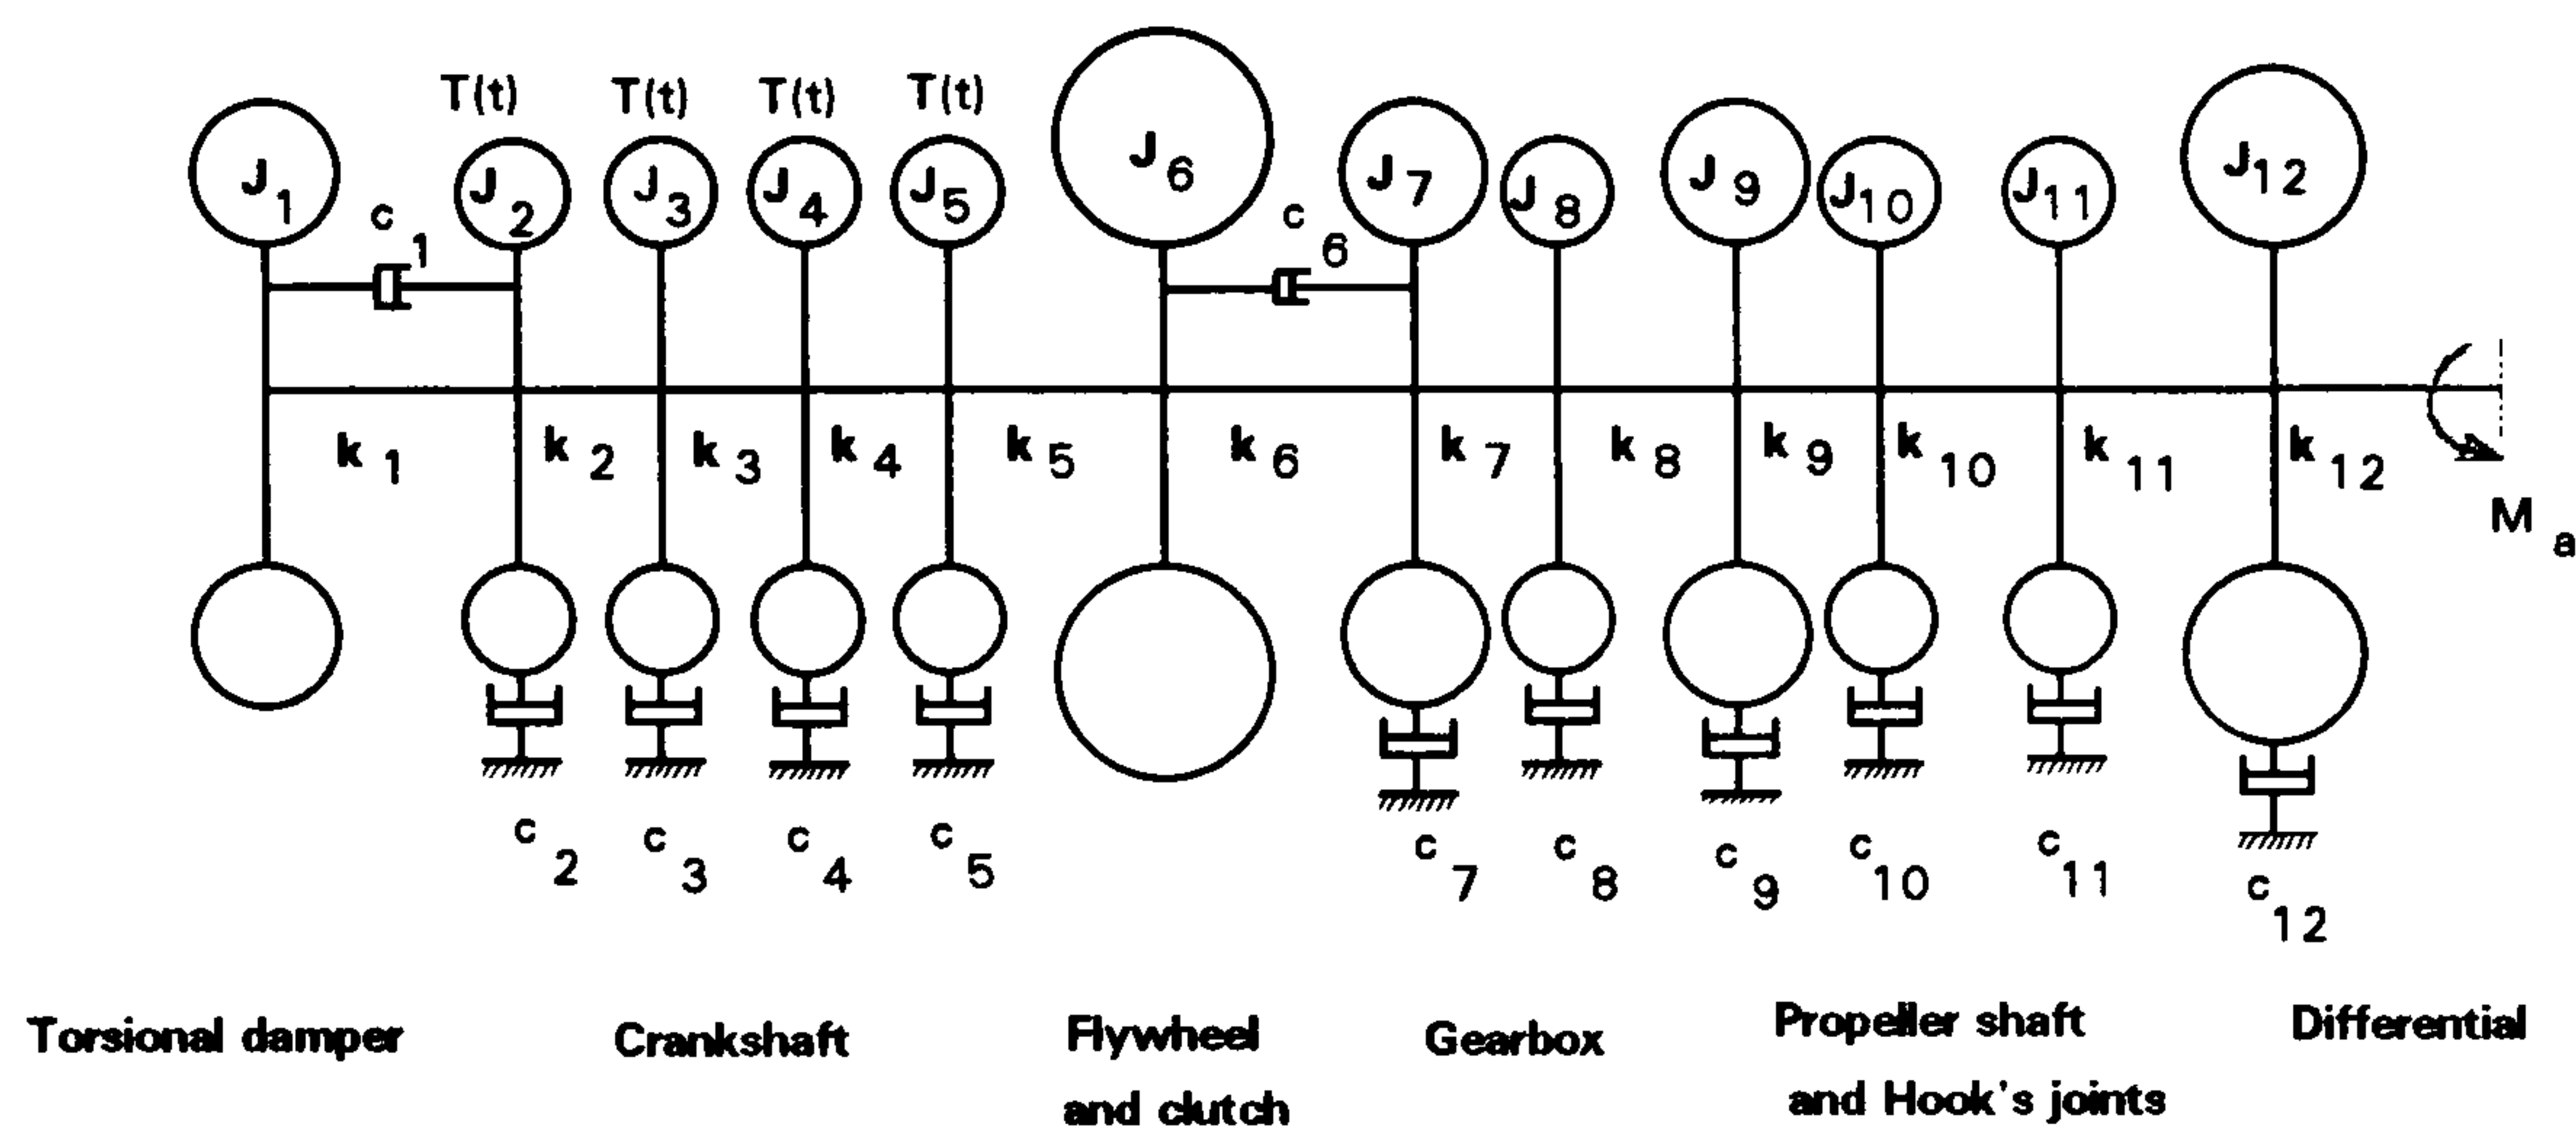 T(t) T(t) T(t) T(t)
J1 J2 J3 J4 J5 J6 J7 J8 J9 J10 J11 J12
c1 c6
k1 k2 k3 k4 k5 k6 k7 k8 k9 k10 k11 k12
Ma
c2 c3 c4 c5 c7 c8 c9 c10 c11 c12
Torsional damper Crankshaft Flywheel Gearbox Propeller shaft Differential
and clutch and Hook's joints